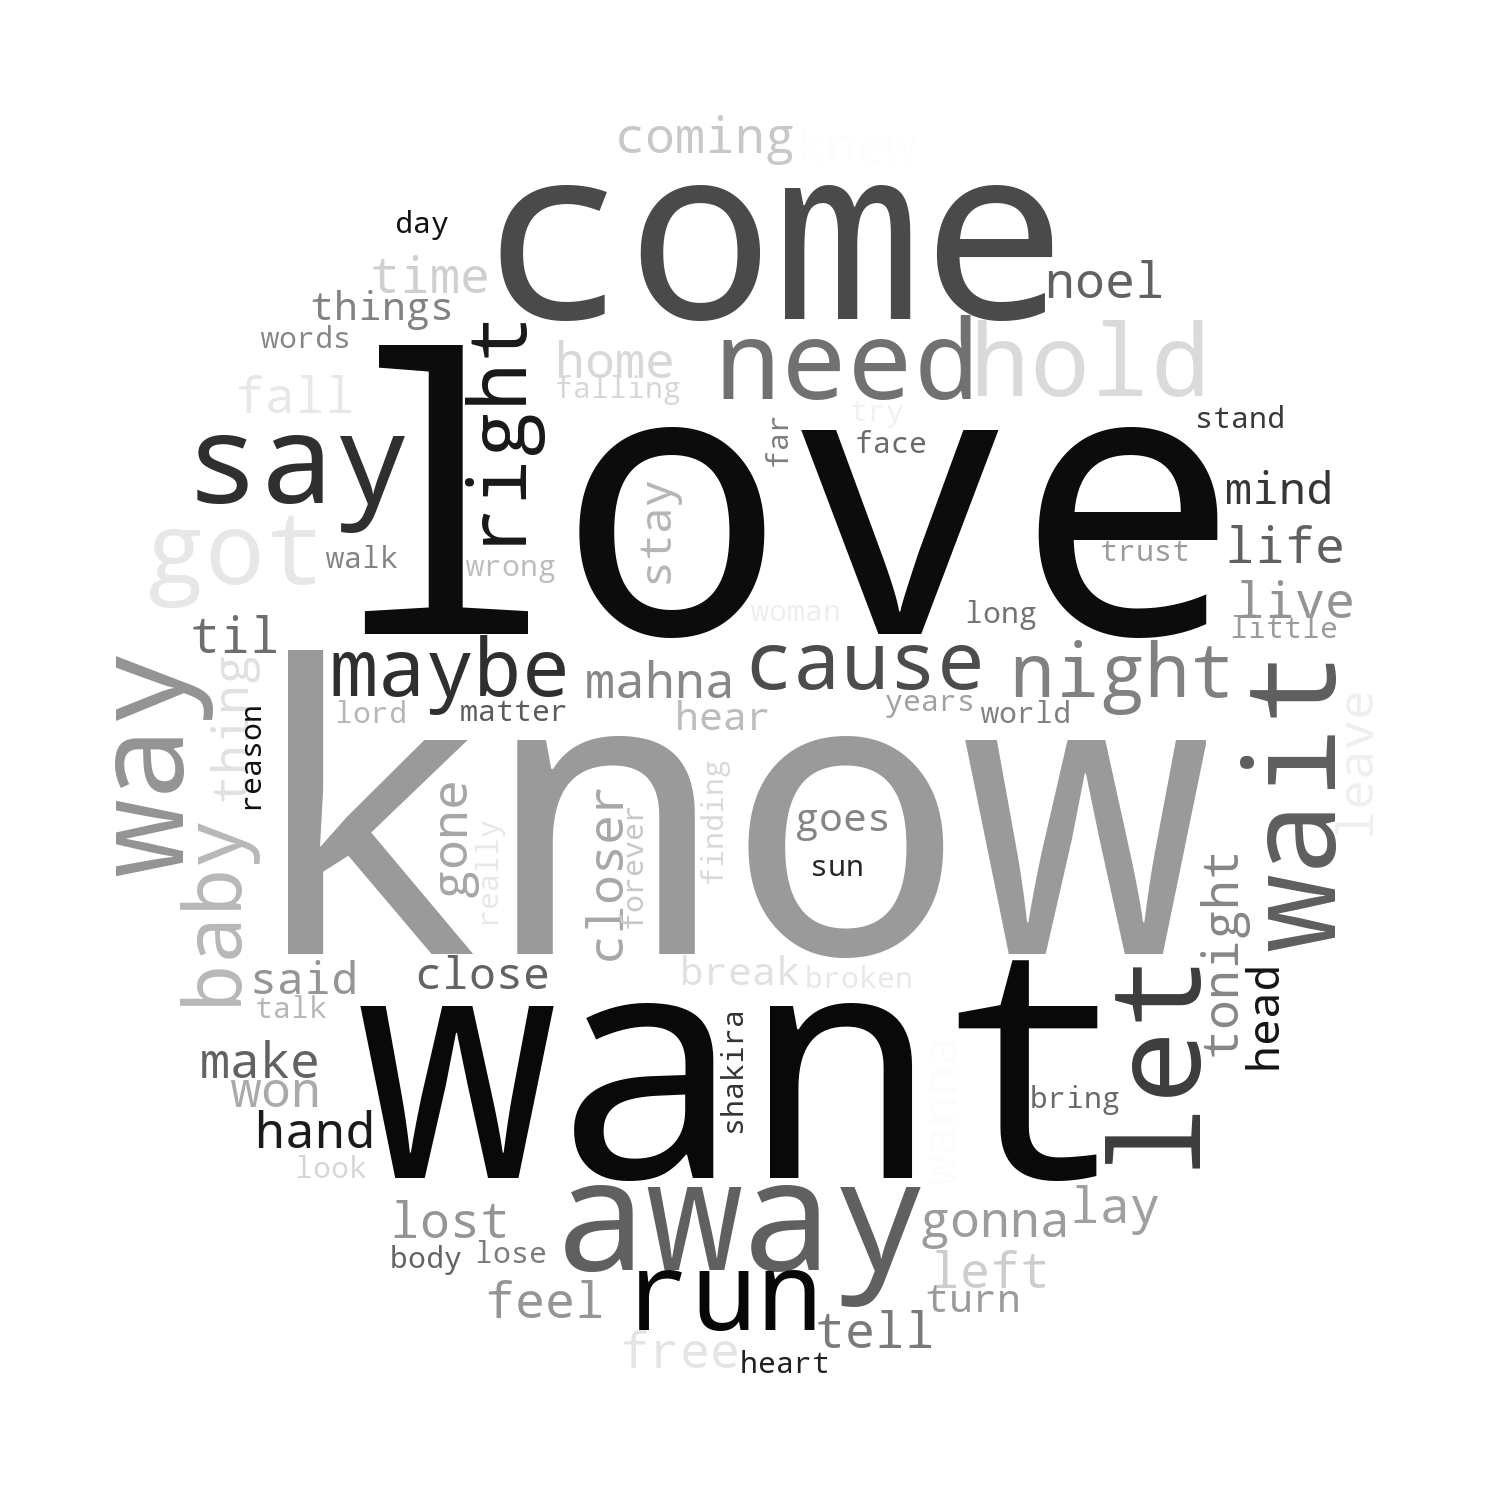 coming
knew
come
day
time
noel
things
words
right
home
need
hold
falling
fall
say
love
try
far
face
stand
mind
got
stay
walk
wrong
trust
life
live
little
woman
long
til
maybe
mahna
cause
night
way
thing
lord
matter
hear
years
world
wait
leave
reason
know
baby
gone
really
closer
forever
finding
goes
sun
tonight
said
close
break
broken
head
talk
want
let
make
won
shakira
wanna
bring
hand
look
away
lost
gonna
lay
body
lose
left
feel
run
turn
tell
free
heart